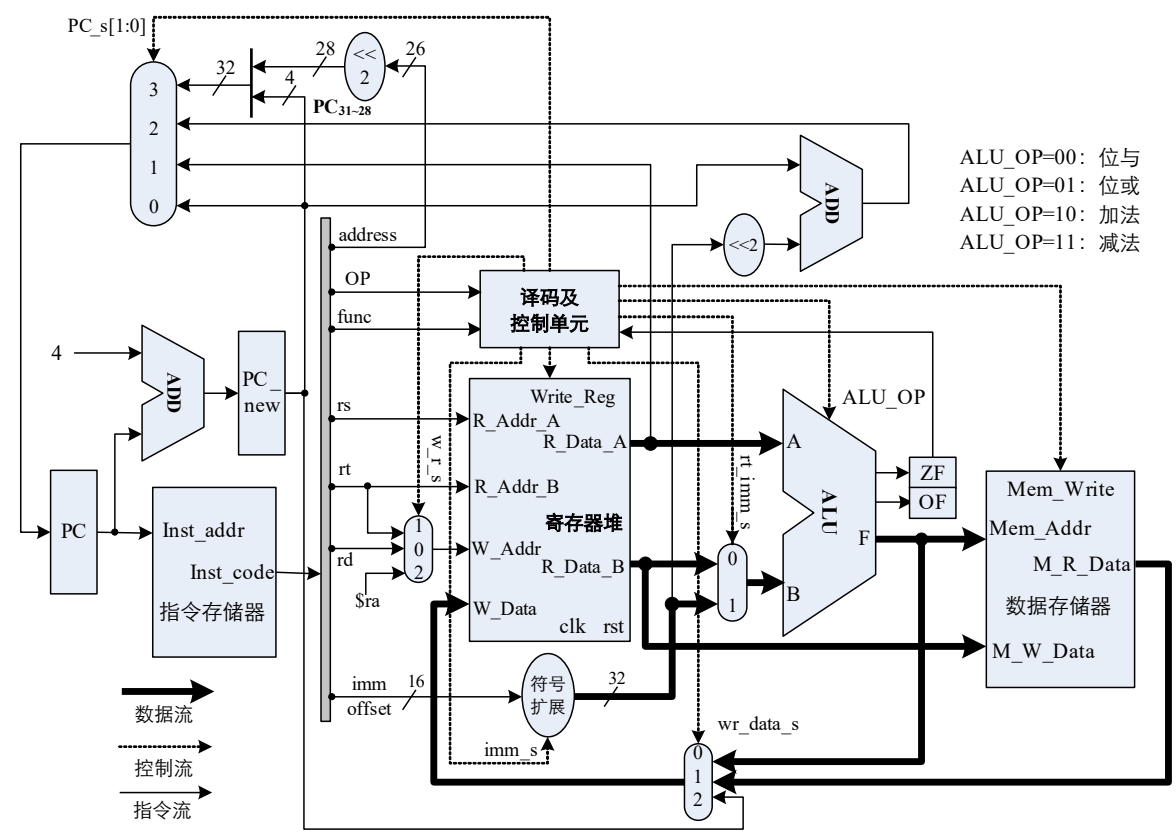 PC_s[1:0]
32
28
<<
2
26
4
PC31~28
3
2
1
0
ADD
<<2
ALU_OP=00：位与
ALU_OP=01：位或
ALU_OP=10：加法
ALU_OP=11：减法
address
OP
func
译码及
控制单元
4
ADD
PC_
new
rs
rt
rd
$ra
w_r_s
1
0
2
Write_Reg
R_Addr_A
R_Data_A
R_Addr_B
寄存器堆
W_Addr
R_Data_B
W_Data
clk rst
rt_imm_s
0
1
ALU_OP
A
ALU
F
B
ZF
OF
Mem_Write
Mem_Addr
M_R_Data
数据存储器
M_W_Data
PC
Inst_addr
Inst_code
指令存储器
imm
offset
16
符号
扩展
32
imm_s
wr_data_s
0
1
2
数据流
控制流
指令流